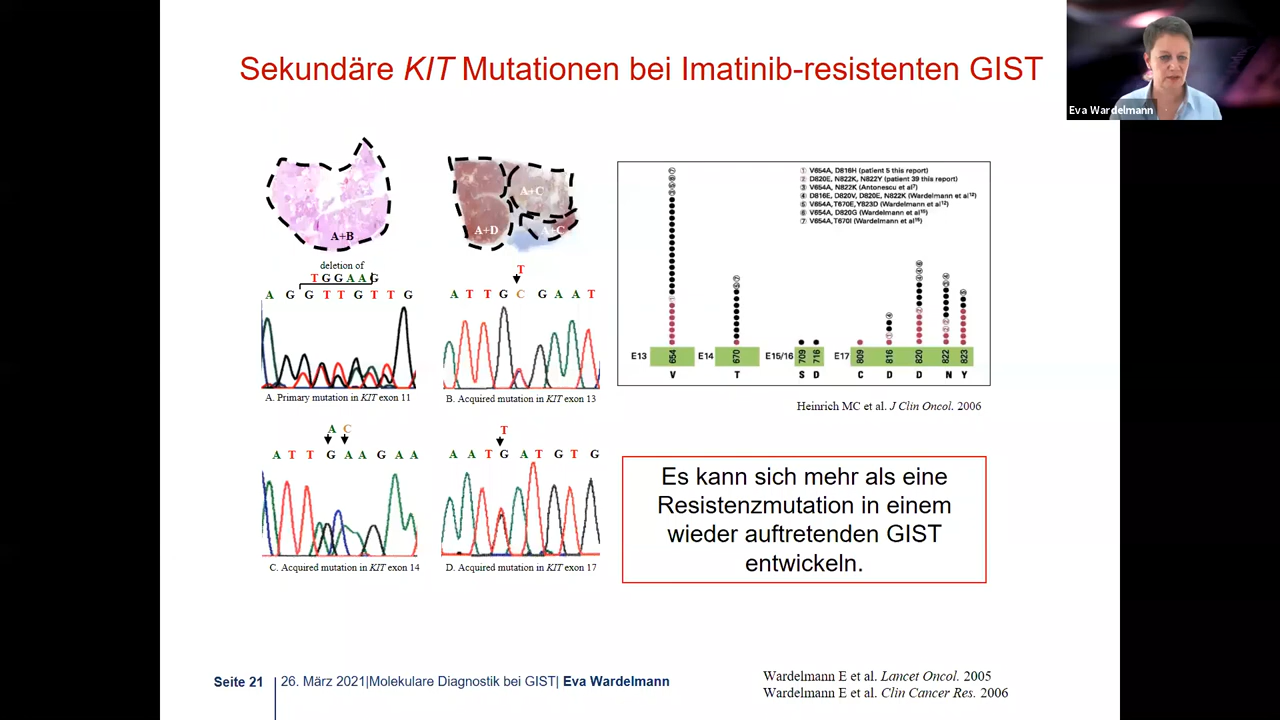 Sekundäre KIT Mutationen bei Imatinib-resistenten GIST
Eva Wardelmann
A+B
A+C
A+D
A+C
deletion of
T G G A A G
A G G T T G T T G
A. Primary mutation in KIT exon 11
T
A T T G C G A A T
B. Acquired mutation in KIT exon 13
A C
A T T G A A G A A
C. Acquired mutation in KIT exon 14
T
A A T G A T G T G
D. Acquired mutation in KIT exon 17
① V654A, D816H (patient 5 this report)
② D820E, N822K, N822Y (patient 39 this report)
③ V654A, N822K (Antonescu et al⁷)
④ D816E, D820V, D820E, N822K (Wardelmann et al¹²)
⑤ V654A, T670E, Y823D (Wardelmann et al¹²)
⑥ V654A, D820G (Wardelmann et al¹⁵)
⑦ V654A, T670I (Wardelmann et al¹⁵)
E13 654 E14 670 E15/16 709 716 E17 809 816 820 822 823
V T S D C D D N Y
Heinrich MC et al. J Clin Oncol. 2006
Es kann sich mehr als eine
Resistenzmutation in einem
wieder auftretenden GIST
entwickeln.
Seite 21
26. März 2021|Molekulare Diagnostik bei GIST| Eva Wardelmann
Wardelmann E et al. Lancet Oncol. 2005
Wardelmann E et al. Clin Cancer Res. 2006